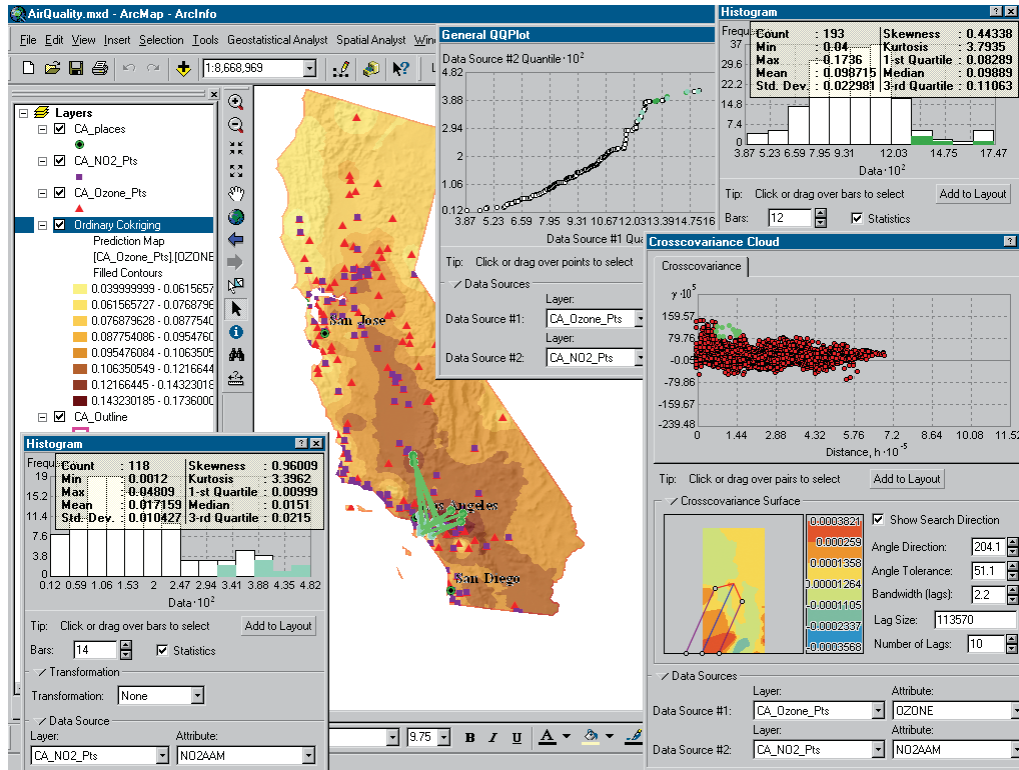 AirQuality.mxd - ArcMap - ArcInfo
File Edit View Insert Selection Tools Geostatistical Analyst Spatial Analyst
1:8,668,969
Layers
CA_places
CA_NO2_Pts
CA_Ozone_Pts
Ordinary Cokriging
Prediction Map
[CA_Ozone_Pts].[OZONE
Filled Contours
0.039999999 - 0.0615657
0.061565727 - 0.0768796
0.076879628 - 0.0877540
0.087754086 - 0.0954760
0.095476084 - 0.1063505
0.106350549 - 0.1216644
0.12166445 - 0.14323018
0.143230185 - 0.1736000
CA_Outline
San Jose
Los Angeles
San Diego
9.75
B I U A
General QQPlot
Data Source #2 Quantile·10²
4.82
3.88
2.94
2
1.06
0.12
3.87 5.23 6.59 7.95 9.31 10.67 12.03 13.39 14.75 16
Data Source #1 Qua
Tip: Click or drag over points to select
Data Sources
Layer:
Data Source #1: CA_Ozone_Pts
Layer:
Data Source #2: CA_NO2_Pts
Histogram
Count : 193 Skewness : 0.44338
Min : 0.04 Kurtosis : 3.7935
Max : 0.1736 1-st Quartile : 0.08289
Mean : 0.098715 Median : 0.09889
Std. Dev. : 0.022981 3-rd Quartile : 0.11063
37
29.6
22.2
14.8
7.4
0
3.87 5.23 6.59 7.95 9.31 12.03 14.75 17.47
Data·10²
Tip: Click or drag over bars to select
Add to Layout
Bars: 12 Statistics
Crosscovariance Cloud
Crosscovariance
γ·10⁵
159.57
79.76
-0.05
-79.86
-159.67
-239.48
0 1.44 2.88 4.32 5.76 7.2 8.64 10.08 11.52
Distance, h·10⁻⁵
Tip: Click or drag over pairs to select
Add to Layout
Crosscovariance Surface
0.0003821
0.000259
0.0001358
0.00001264
-0.0001105
-0.0002337
-0.0003568
Show Search Direction
Angle Direction: 204.1
Angle Tolerance: 51.1
Bandwidth (lags): 2.2
Lag Size: 113570
Number of Lags: 10
Data Sources
Layer: Attribute:
Data Source #1: CA_Ozone_Pts OZONE
Layer: Attribute:
Data Source #2: CA_NO2_Pts NO2AAM
Histogram
Count : 118 Skewness : 0.96009
Min : 0.0012 Kurtosis : 3.3962
Max : 0.04809 1-st Quartile : 0.00999
Mean : 0.017159 Median : 0.0151
Std. Dev. : 0.010427 3-rd Quartile : 0.0215
19
15.2
11.4
7.6
3.8
0
0.12 0.59 1.06 1.53 2 2.47 2.94 3.41 3.88 4.35 4.82
Data·10²
Tip: Click or drag over bars to select
Add to Layout
Bars: 14 Statistics
Transformation
Transformation: None
Data Source
Layer: Attribute:
CA_NO2_Pts NO2AAM